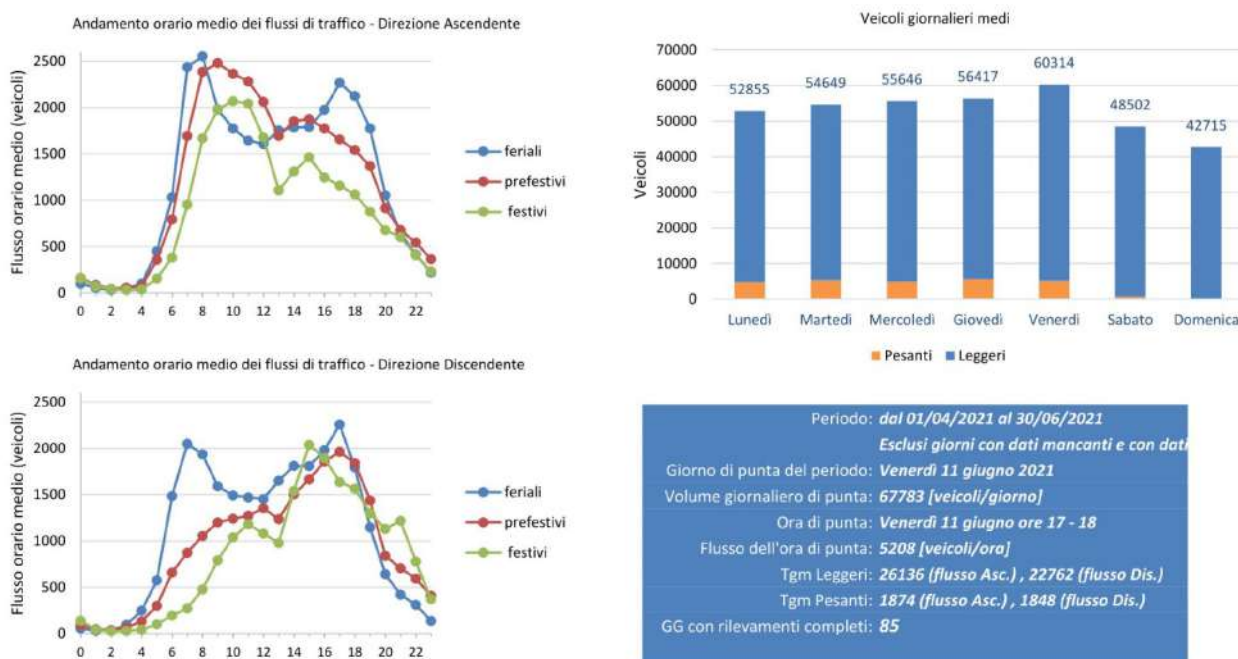 Andamento orario medio dei flussi di traffico - Direzione Ascendente
Flusso orario medio (veicoli)
2500
2000
1500
1000
500
0
0 2 4 6 8 10 12 14 16 18 20 22
feriali
prefestivi
festivi
Veicoli giornalieri medi
Veicoli
70000
60000
50000
40000
30000
20000
10000
0
52855 54649 55646 56417 60314 48502 42715
Lunedì Martedì Mercoledì Giovedì Venerdì Sabato Domenica
Pesanti Leggeri
Andamento orario medio dei flussi di traffico - Direzione Discendente
Flusso orario medio (veicoli)
2500
2000
1500
1000
500
0
0 2 4 6 8 10 12 14 16 18 20 22
feriali
prefestivi
festivi
Periodo: dal 01/04/2021 al 30/06/2021
Esclusi giorni con dati mancanti e con dati
Giorno di punta del periodo: Venerdì 11 giugno 2021
Volume giornaliero di punta: 67783 [veicoli/giorno]
Ora di punta: Venerdì 11 giugno ore 17 - 18
Flusso dell'ora di punta: 5208 [veicoli/ora]
Tgm Leggeri: 26136 (flusso Asc.) , 22762 (flusso Dis.)
Tgm Pesanti: 1874 (flusso Asc.) , 1848 (flusso Dis.)
GG con rilevamenti completi: 85